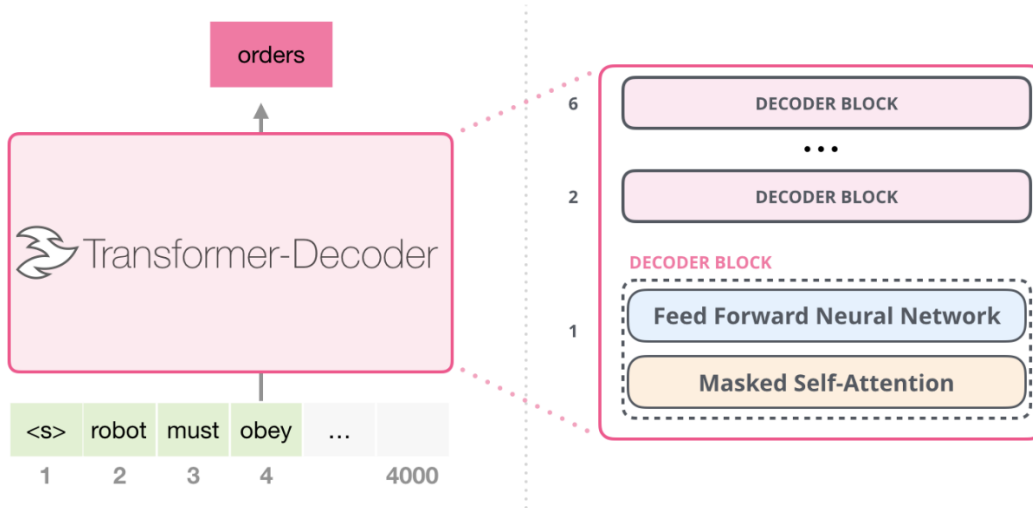 orders
Transformer-Decoder
<s> robot must obey ...
1 2 3 4 4000
6 DECODER BLOCK
...
2 DECODER BLOCK
DECODER BLOCK
1 Feed Forward Neural Network
Masked Self-Attention